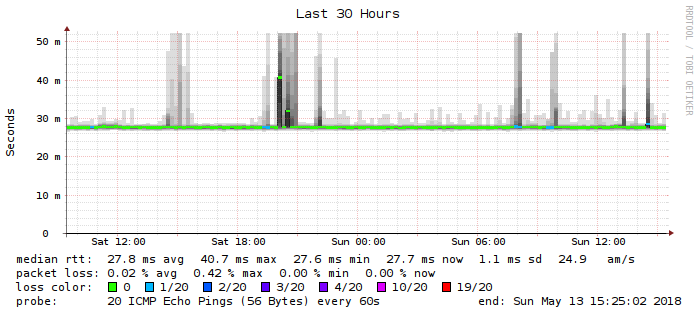 Last 30 Hours
RRDTOOL / TOBI OETIKER
Seconds
50 m
40 m
30 m
20 m
10 m
0
Sat 12:00 Sat 18:00 Sun 00:00 Sun 06:00 Sun 12:00
median rtt: 27.8 ms avg 40.7 ms max 27.6 ms min 27.7 ms now 1.1 ms sd 24.9 am/s
packet loss: 0.02 % avg 0.42 % max 0.00 % min 0.00 % now
loss color: 0 1/20 2/20 3/20 4/20 10/20 19/20
probe: 20 ICMP Echo Pings (56 Bytes) every 60s end: Sun May 13 15:25:02 2018